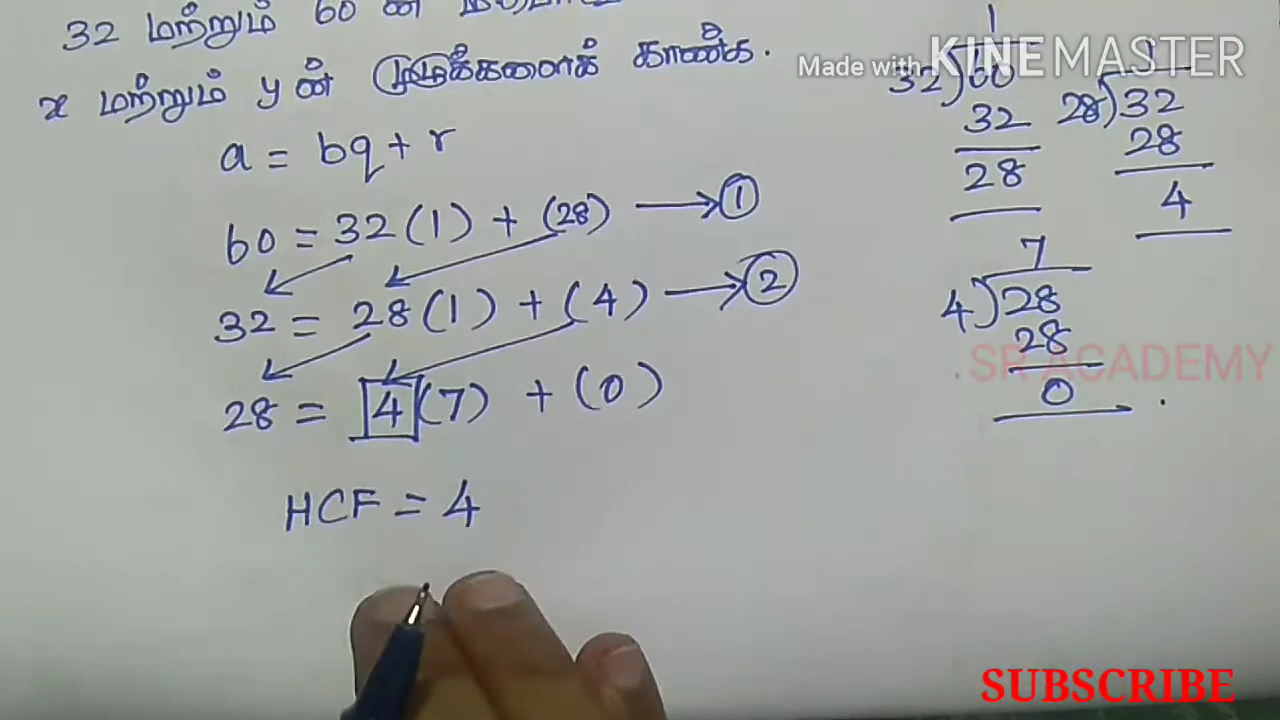 32 மற்றும் 60 ன்
x மற்றும் y ன் முழுக்களைக் காண்க.
a = bq + r
60 = 32 (1) + (28) → ①
32 = 28 (1) + (4) → ②
28 = 4 (7) + (0)
HCF = 4
1
32)60
32
28
1
28)32
28
4
7
4)28
28
0
Made with KINEMASTER
SR ACADEMY
SUBSCRIBE